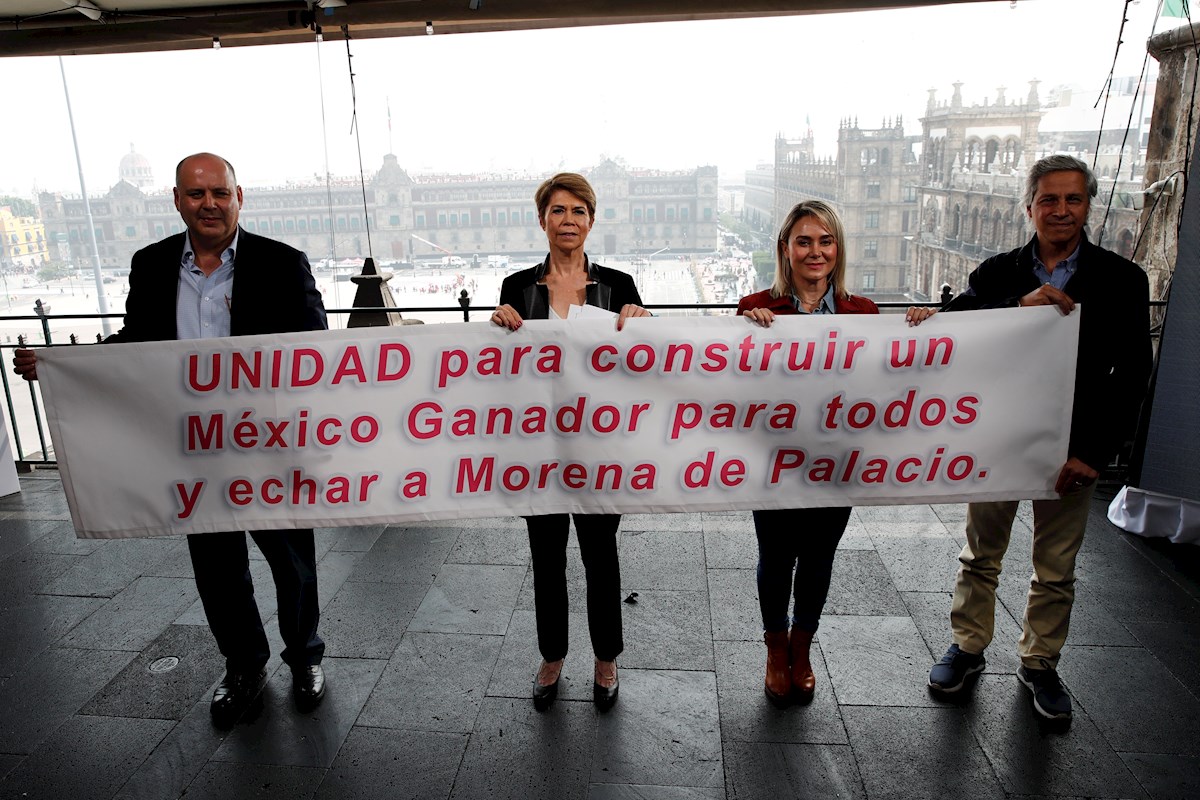 UNIDAD para construir un
México Ganador para todos
y echar a Morena de Palacio.